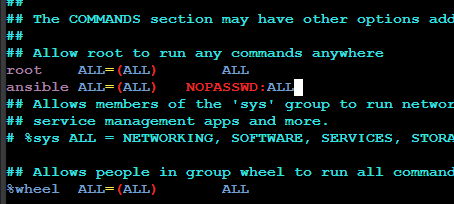 ##
## The COMMANDS section may have other options add
##
## Allow root to run any commands anywhere
root ALL=(ALL) ALL
ansible ALL=(ALL) NOPASSWD:ALL
## Allows members of the 'sys' group to run networ
## service management apps and more.
# %sys ALL = NETWORKING, SOFTWARE, SERVICES, STORA
## Allows people in group wheel to run all command
%wheel ALL=(ALL) ALL